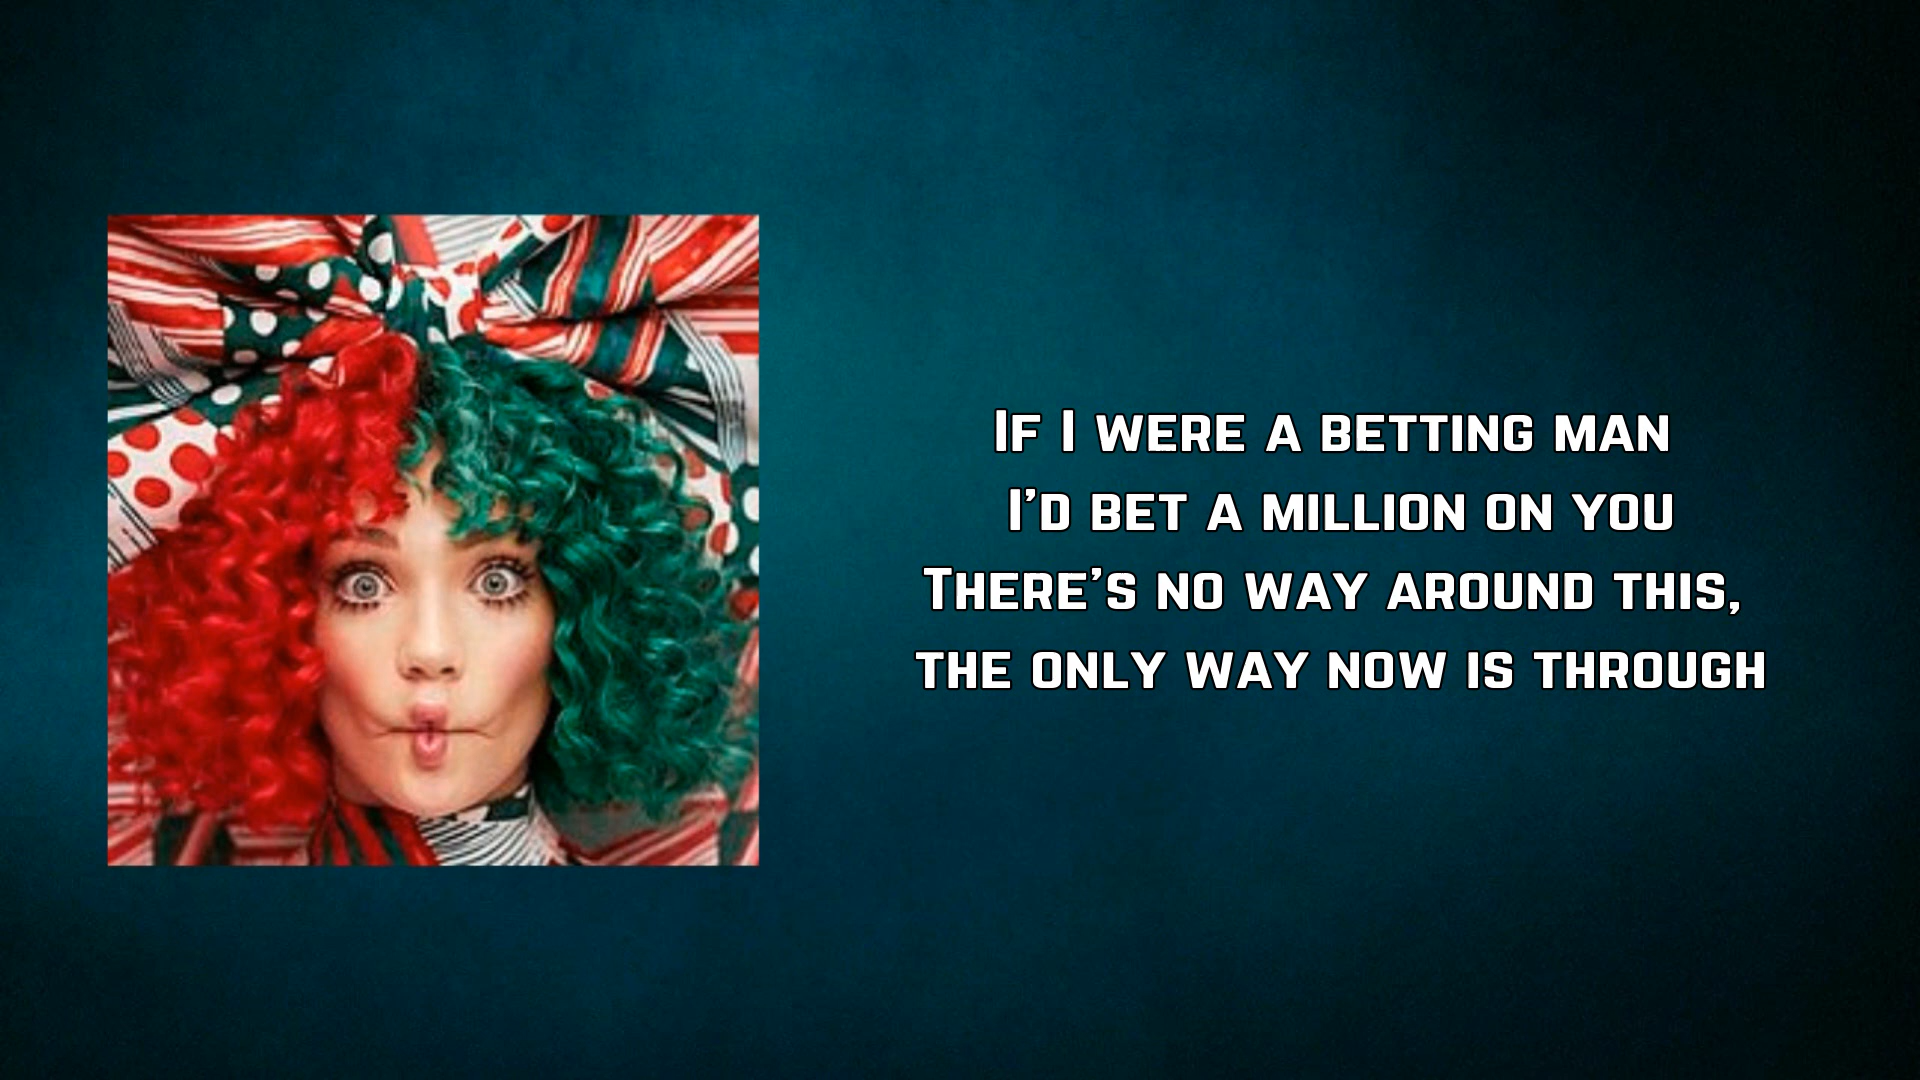 If I were a betting man
I’d bet a million on you
There’s no way around this,
the only way now is through